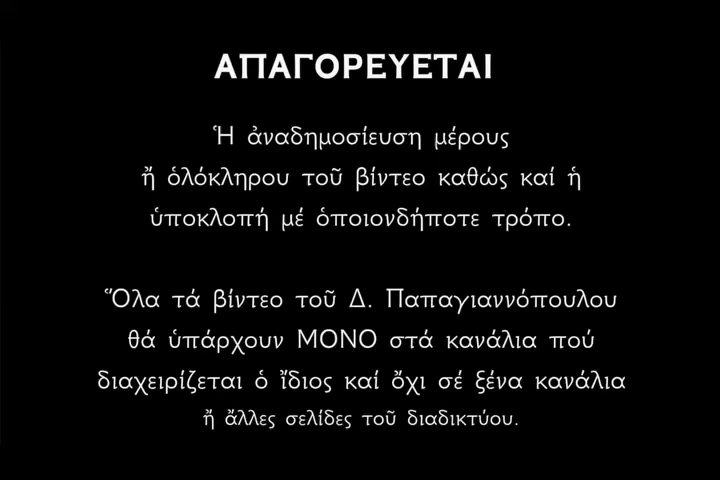 ΑΠΑΓΟΡΕΥΕΤΑΙ
Ἡ ἀναδημοσίευση μέρους
ἤ ὁλόκληρου τοῦ βίντεο καθώς καί ἡ
ὑποκλοπή μέ ὁποιονδήποτε τρόπο.
Ὅλα τά βίντεο τοῦ Δ. Παπαγιαννόπουλου
θά ὑπάρχουν ΜΟΝΟ στά κανάλια πού
διαχειρίζεται ὁ ἴδιος καί ὄχι σέ ξένα κανάλια
ἤ ἄλλες σελίδες τοῦ διαδικτύου.